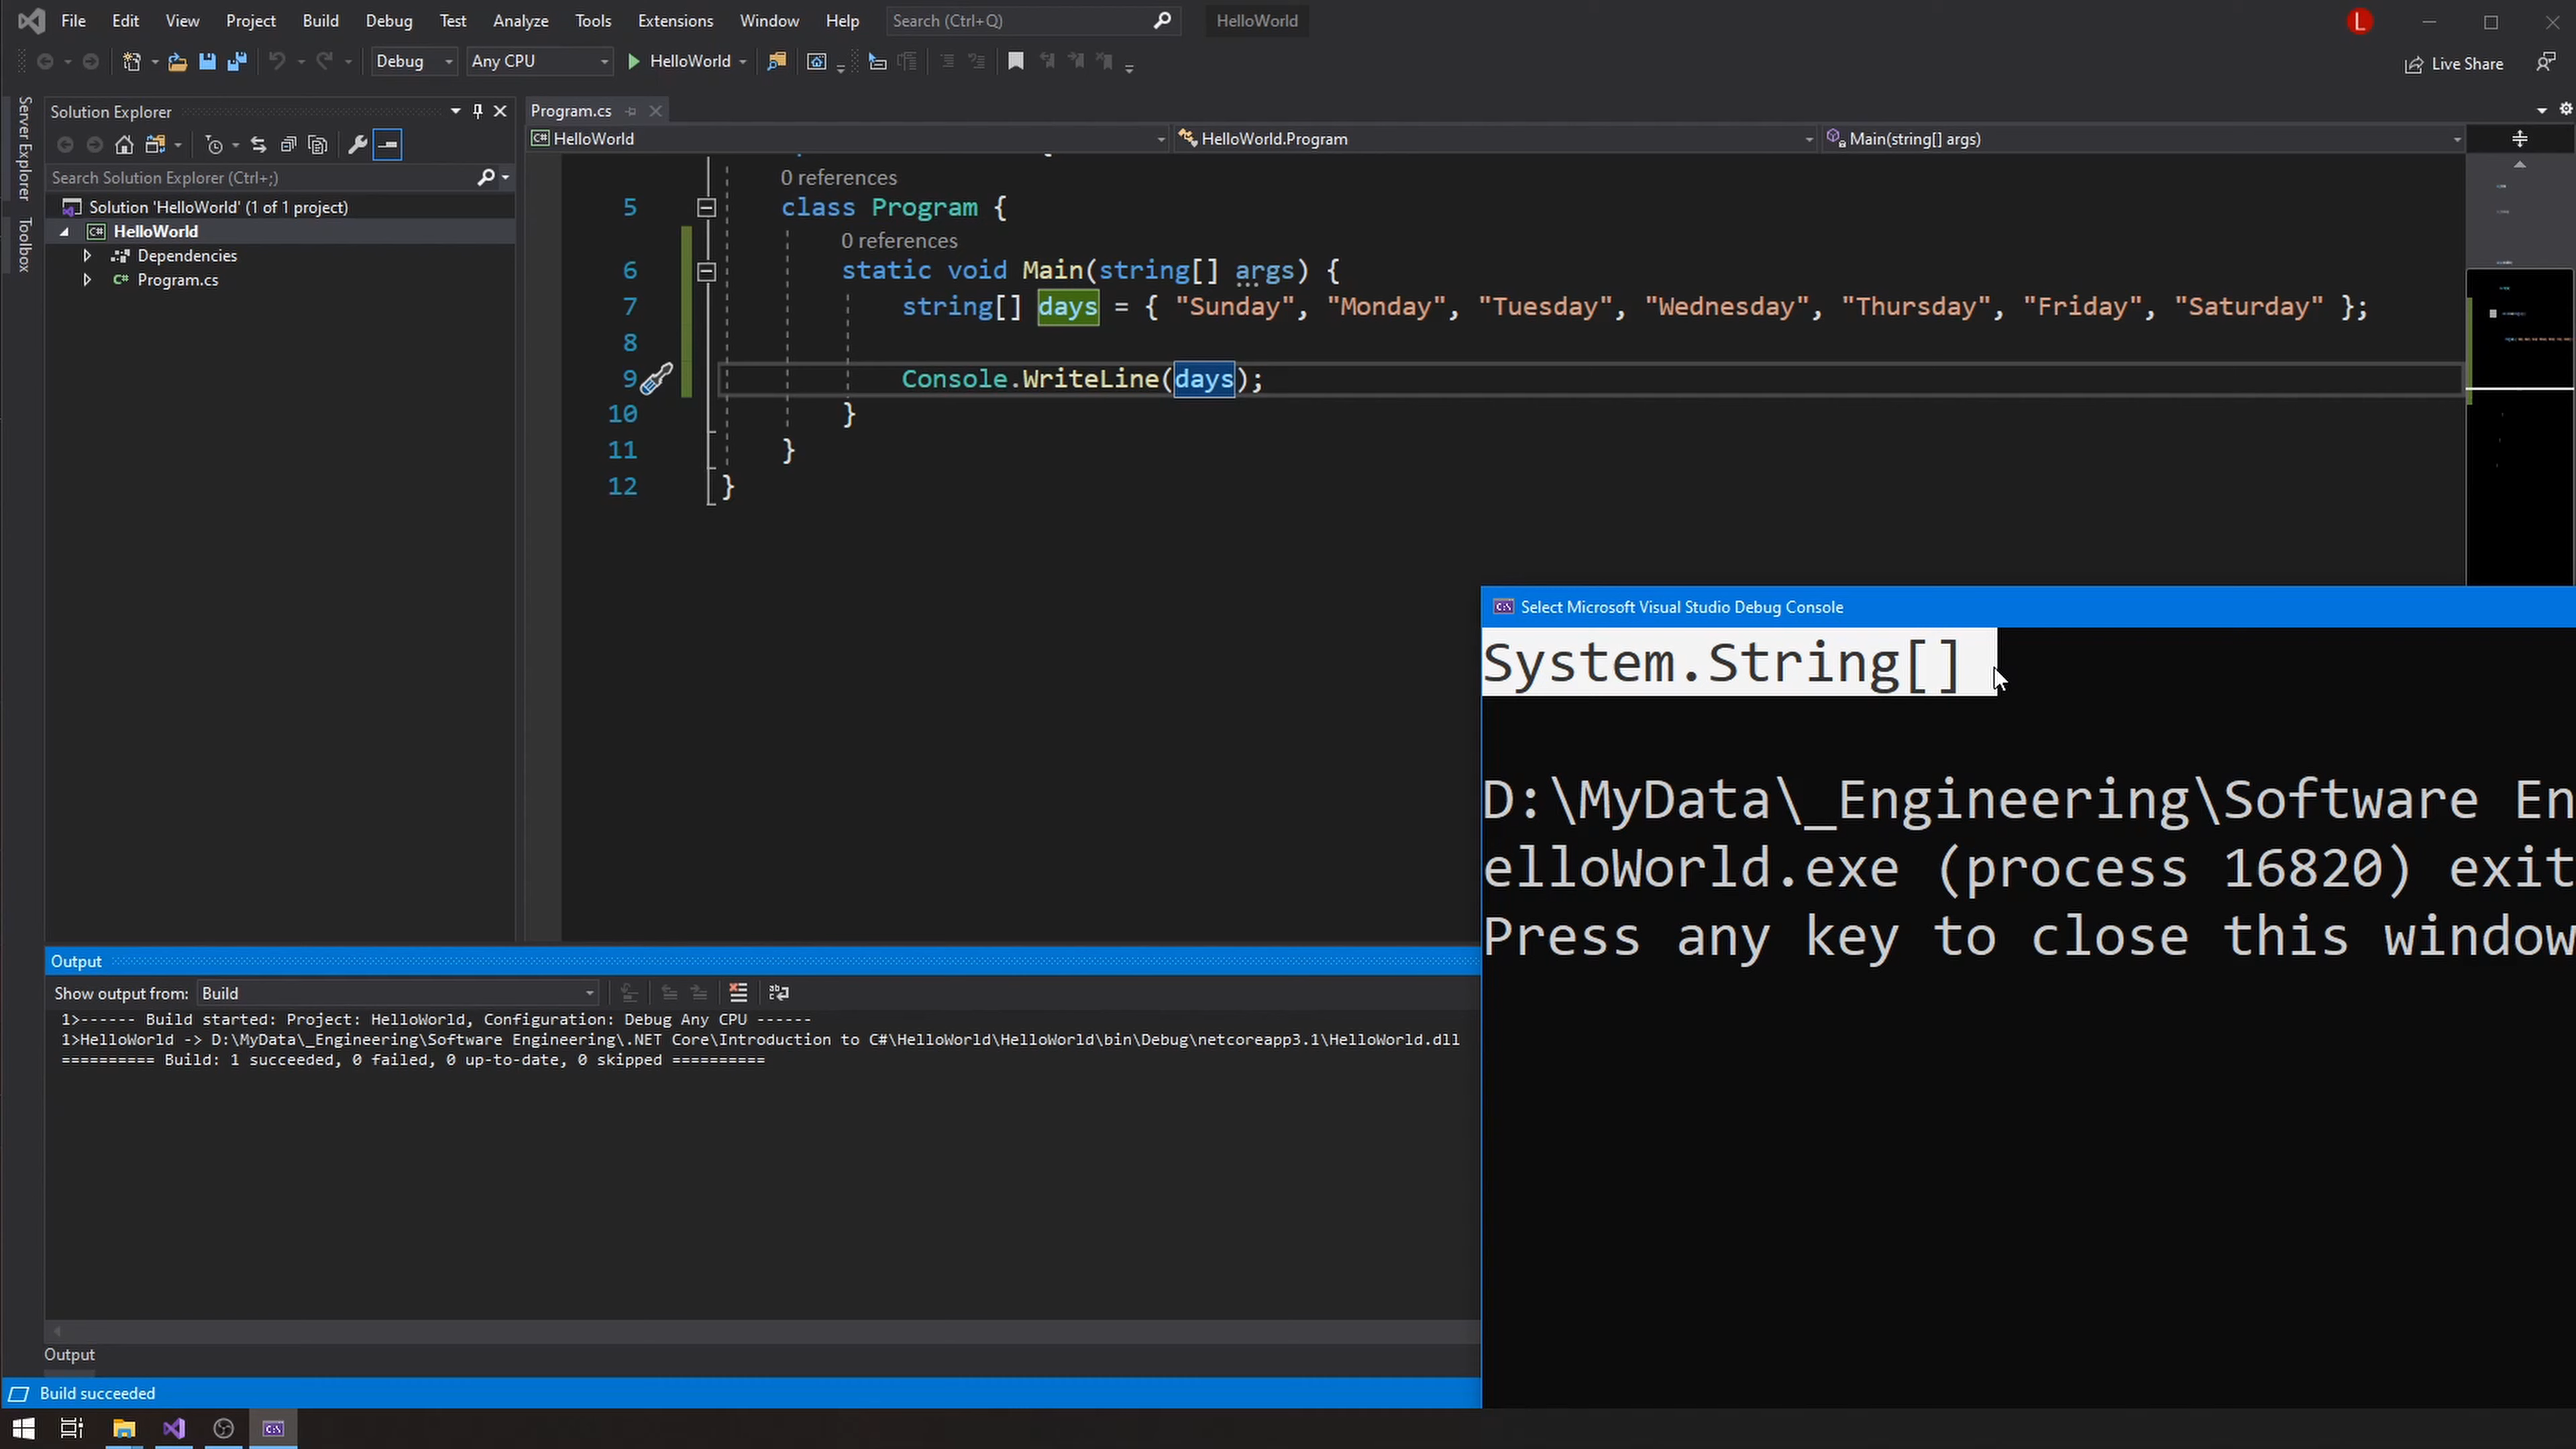 File Edit View Project Build Debug Test Analyze Tools Extensions Window Help Search (Ctrl+Q) HelloWorld L
Debug Any CPU HelloWorld Live Share
Server Explorer
Toolbox
Solution Explorer
Search Solution Explorer (Ctrl+;)
Solution 'HelloWorld' (1 of 1 project)
C# HelloWorld
Dependencies
C# Program.cs
Program.cs
C# HelloWorld HelloWorld.Program Main(string[] args)
0 references
5 class Program {
0 references
6 static void Main(string[] args) {
7 string[] days = { "Sunday", "Monday", "Tuesday", "Wednesday", "Thursday", "Friday", "Saturday" };
8
9 Console.WriteLine(days);
10 }
11 }
12 }
C:\ Select Microsoft Visual Studio Debug Console
System.String[]
D:\MyData\_Engineering\Software En
elloWorld.exe (process 16820) exit
Press any key to close this window
Output
Show output from: Build
1>------ Build started: Project: HelloWorld, Configuration: Debug Any CPU ------
1>HelloWorld -> D:\MyData\_Engineering\Software Engineering\.NET Core\Introduction to C#\HelloWorld\HelloWorld\bin\Debug\netcoreapp3.1\HelloWorld.dll
========== Build: 1 succeeded, 0 failed, 0 up-to-date, 0 skipped ==========
Output
Build succeeded